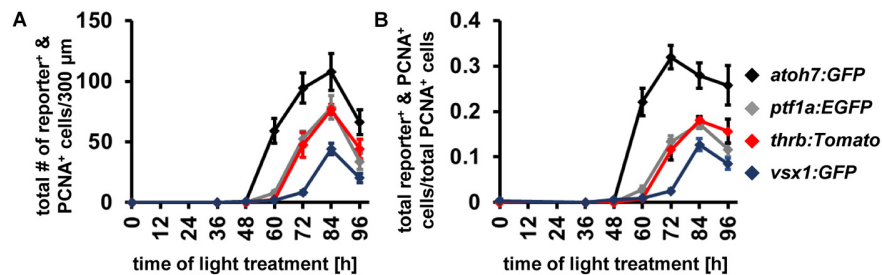 A
total # of reporter⁺ &
PCNA⁺ cells/300 µm
150
100
50
0
0
12
24
36
48
60
72
84
96
time of light treatment [h]
B
total reporter⁺ & PCNA⁺
cells/total PCNA⁺ cells
0.4
0.3
0.2
0.1
0
0
12
24
36
48
60
72
84
96
time of light treatment [h]
atoh7:GFP
ptf1a:EGFP
thrb:Tomato
vsx1:GFP